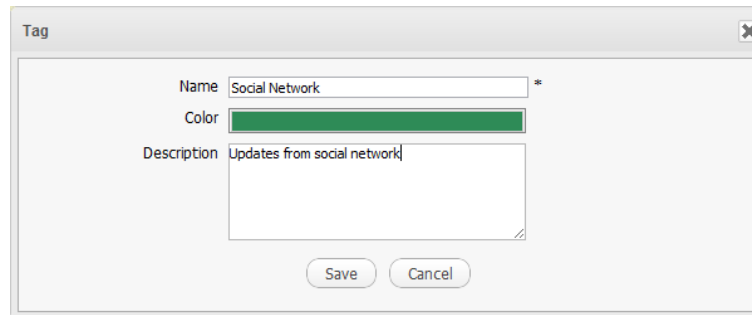 Tag
Name Social Network *
Color
Description Updates from social network
Save Cancel